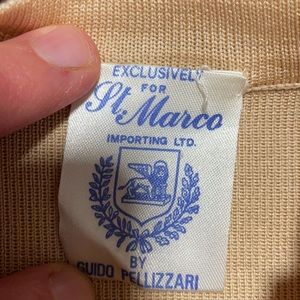 EXCLUSIVELY
FOR
St. Marco
IMPORTING LTD.
BY
GUIDO PELLIZZARI